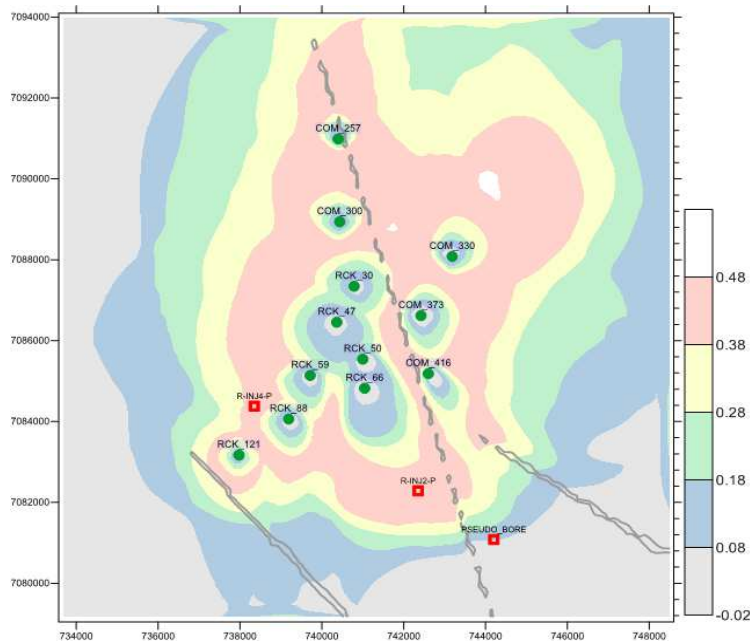 7094000
7092000
7090000
7088000
7086000
7084000
7082000
7080000
COM_257
COM_300
COM_330
RCK_30
COM_373
RCK_47
RCK_50
COM_416
RCK_59
RCK_66
R-INJ4-P
RCK_88
RCK_121
R-INJ2-P
PSEUDO_BORE
734000 736000 738000 740000 742000 744000 746000 748000
0.48
0.38
0.28
0.18
0.08
-0.02